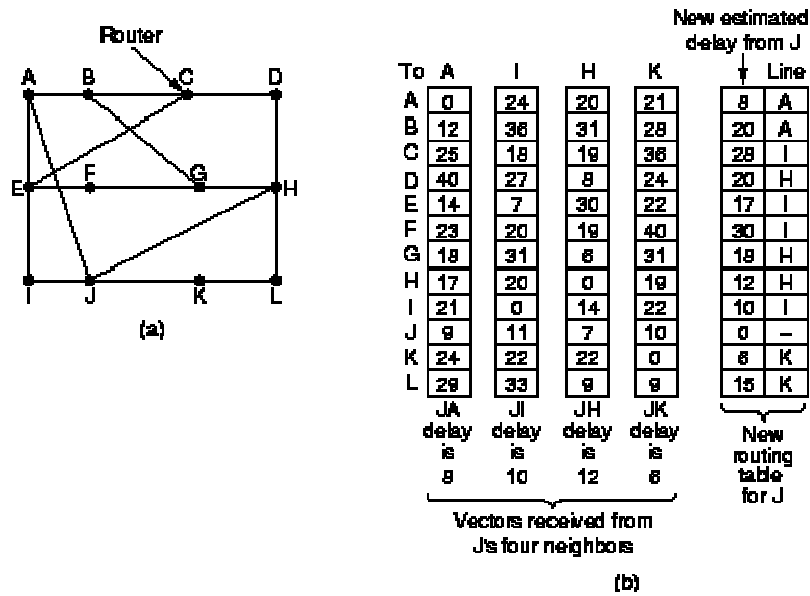 Router
A B C D
E F G H
I J K L
(a)
New estimated
delay from J
To A I H K Line
A 0 24 20 21 8 A
B 12 36 31 28 20 A
C 25 18 19 36 28 I
D 40 27 8 24 20 H
E 14 7 30 22 17 I
F 23 20 19 40 30 I
G 18 31 6 31 18 H
H 17 20 0 19 12 H
I 21 0 14 22 10 I
J 9 11 7 10 0 –
K 24 22 22 0 6 K
L 29 33 9 9 15 K
JA delay is 8
JI delay is 10
JH delay is 12
JK delay is 6
New
routing
table
for J
Vectors received from
J's four neighbors
(b)